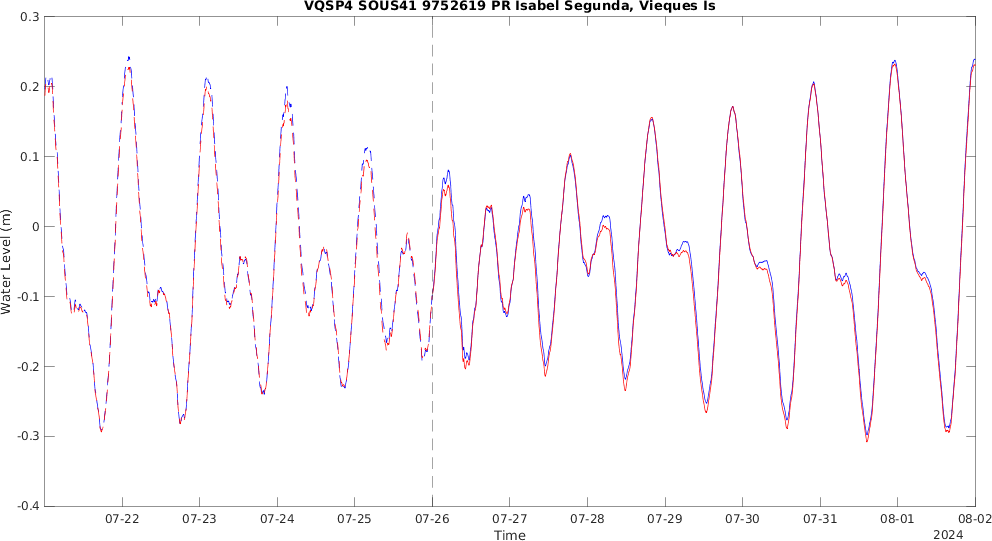 VQSP4 SOUS41 9752619 PR Isabel Segunda, Vieques Is
0.3
0.2
0.1
0
-0.1
-0.2
-0.3
-0.4
Water Level (m)
07-22 07-23 07-24 07-25 07-26 07-27 07-28 07-29 07-30 07-31 08-01 08-02
Time
2024